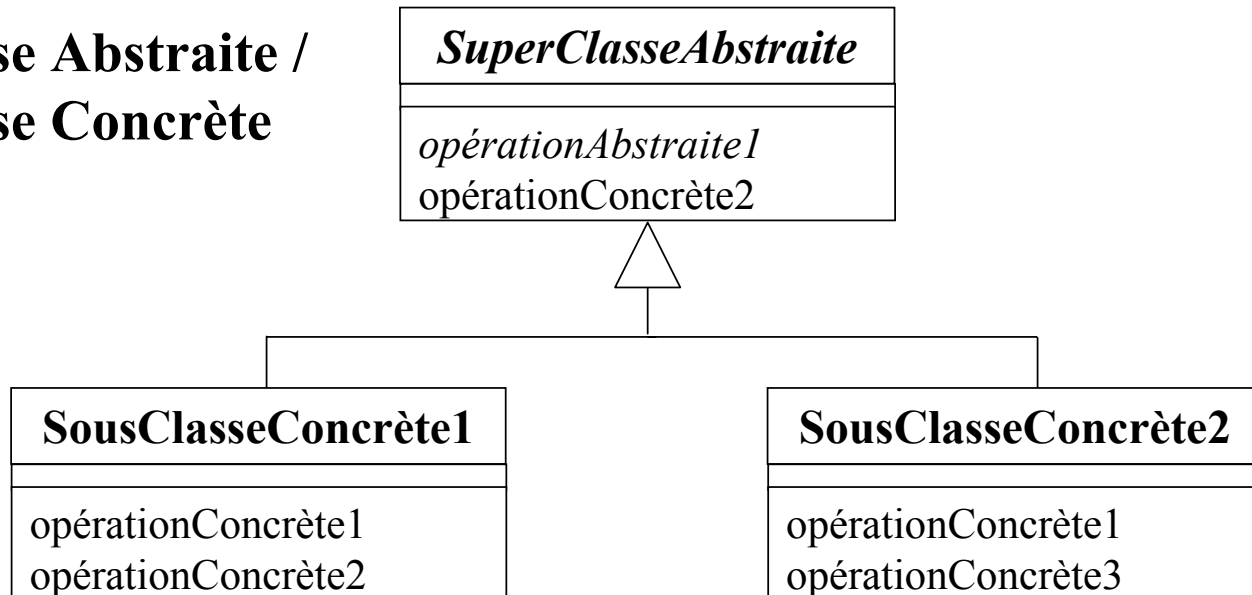 se Abstraite /
se Concrète
SuperClasseAbstraite
opérationAbstraite1
opérationConcrète2
SousClasseConcrète1
opérationConcrète1
opérationConcrète2
SousClasseConcrète2
opérationConcrète1
opérationConcrète3